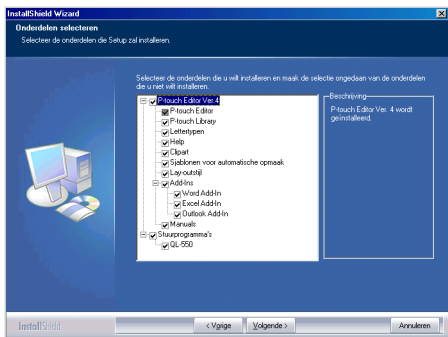 InstallShield Wizard
Onderdelen selecteren
Selecteer de onderdelen die Setup zal installeren.
Selecteer de onderdelen die u wilt installeren en maak de selectie ongedaan van de onderdelen
die u niet wilt installeren.
P-touch Editor Ver.4
P-touch Editor
P-touch Library
Lettertypen
Help
Clipart
Sjablonen voor automatische opmaak
Lay-outstijl
Add-Ins
Word Add-In
Excel Add-In
Outlook Add-In
Manuals
Stuurprogramma's
QL-550
Beschrijving
P-touch Editor Ver. 4 wordt
geïnstalleerd.
InstallShield
< Vorige
Volgende >
Annuleren